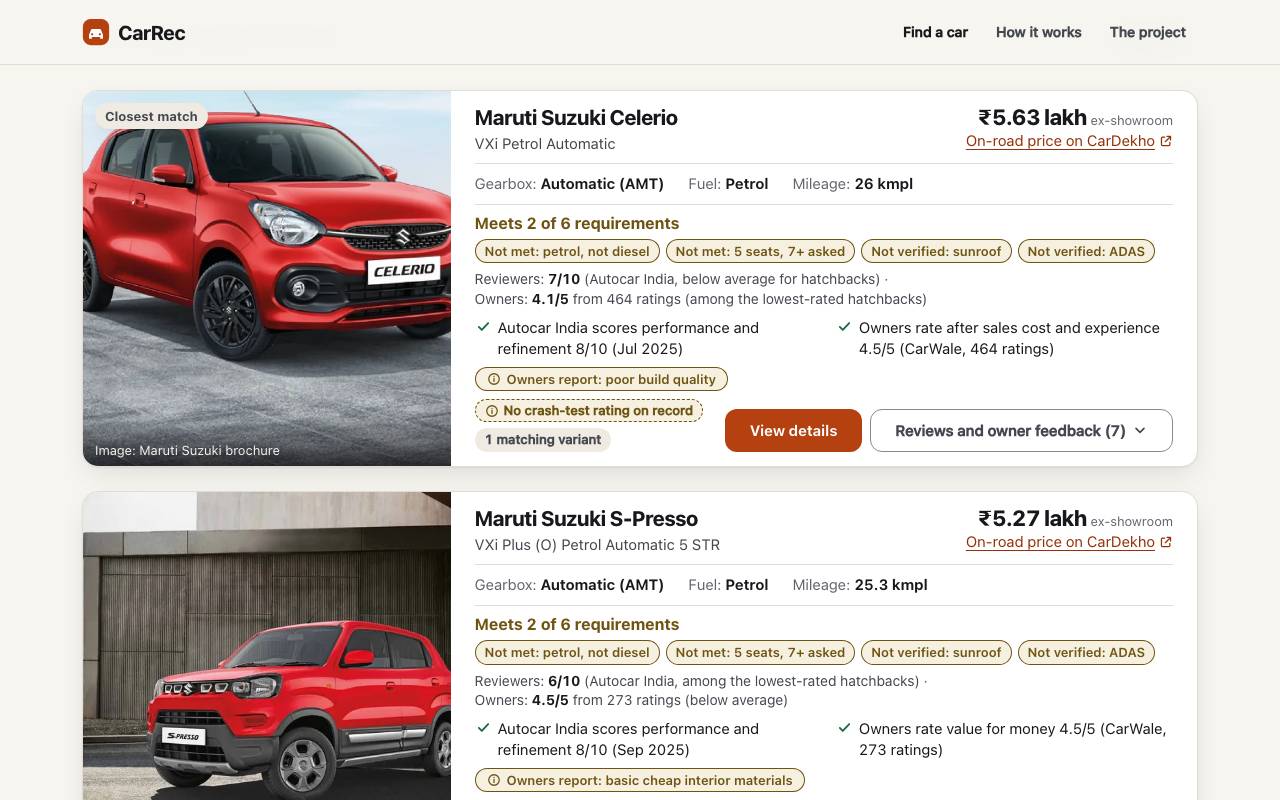 CarRec
Find a car
How it works
The project
Closest match
CELERIO
Image: Maruti Suzuki brochure
Maruti Suzuki Celerio
₹5.63 lakh ex-showroom
VXi Petrol Automatic
On-road price on CarDekho
Gearbox: Automatic (AMT) Fuel: Petrol Mileage: 26 kmpl
Meets 2 of 6 requirements
Not met: petrol, not diesel
Not met: 5 seats, 7+ asked
Not verified: sunroof
Not verified: ADAS
Reviewers: 7/10 (Autocar India, below average for hatchbacks) ·
Owners: 4.1/5 from 464 ratings (among the lowest-rated hatchbacks)
Autocar India scores performance and
refinement 8/10 (Jul 2025)
Owners rate after sales cost and experience
4.5/5 (CarWale, 464 ratings)
Owners report: poor build quality
No crash-test rating on record
1 matching variant
View details
Reviews and owner feedback (7)
S-PRESSO
Maruti Suzuki S-Presso
₹5.27 lakh ex-showroom
VXi Plus (O) Petrol Automatic 5 STR
On-road price on CarDekho
Gearbox: Automatic (AMT) Fuel: Petrol Mileage: 25.3 kmpl
Meets 2 of 6 requirements
Not met: petrol, not diesel
Not met: 5 seats, 7+ asked
Not verified: sunroof
Not verified: ADAS
Reviewers: 6/10 (Autocar India, among the lowest-rated hatchbacks) ·
Owners: 4.5/5 from 273 ratings (below average)
Autocar India scores performance and
refinement 8/10 (Sep 2025)
Owners rate value for money 4.5/5 (CarWale,
273 ratings)
Owners report: basic cheap interior materials